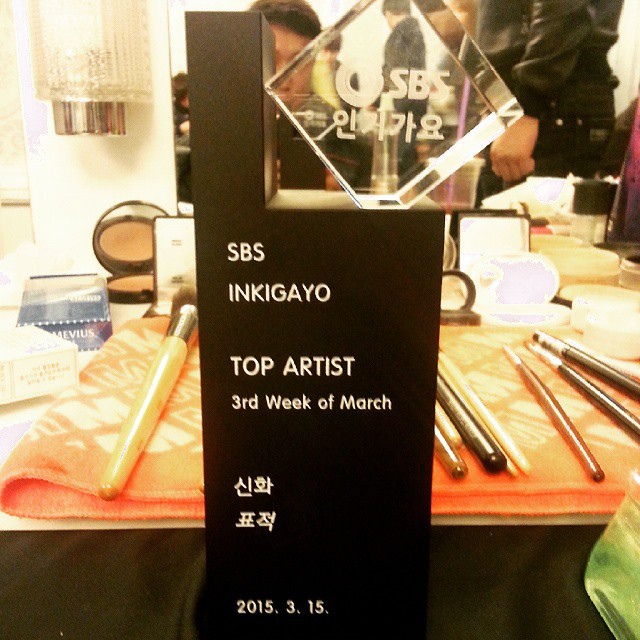 SBS
인기가요
SBS
INKIGAYO
TOP ARTIST
3rd Week of March
신화
표적
2015. 3. 15.